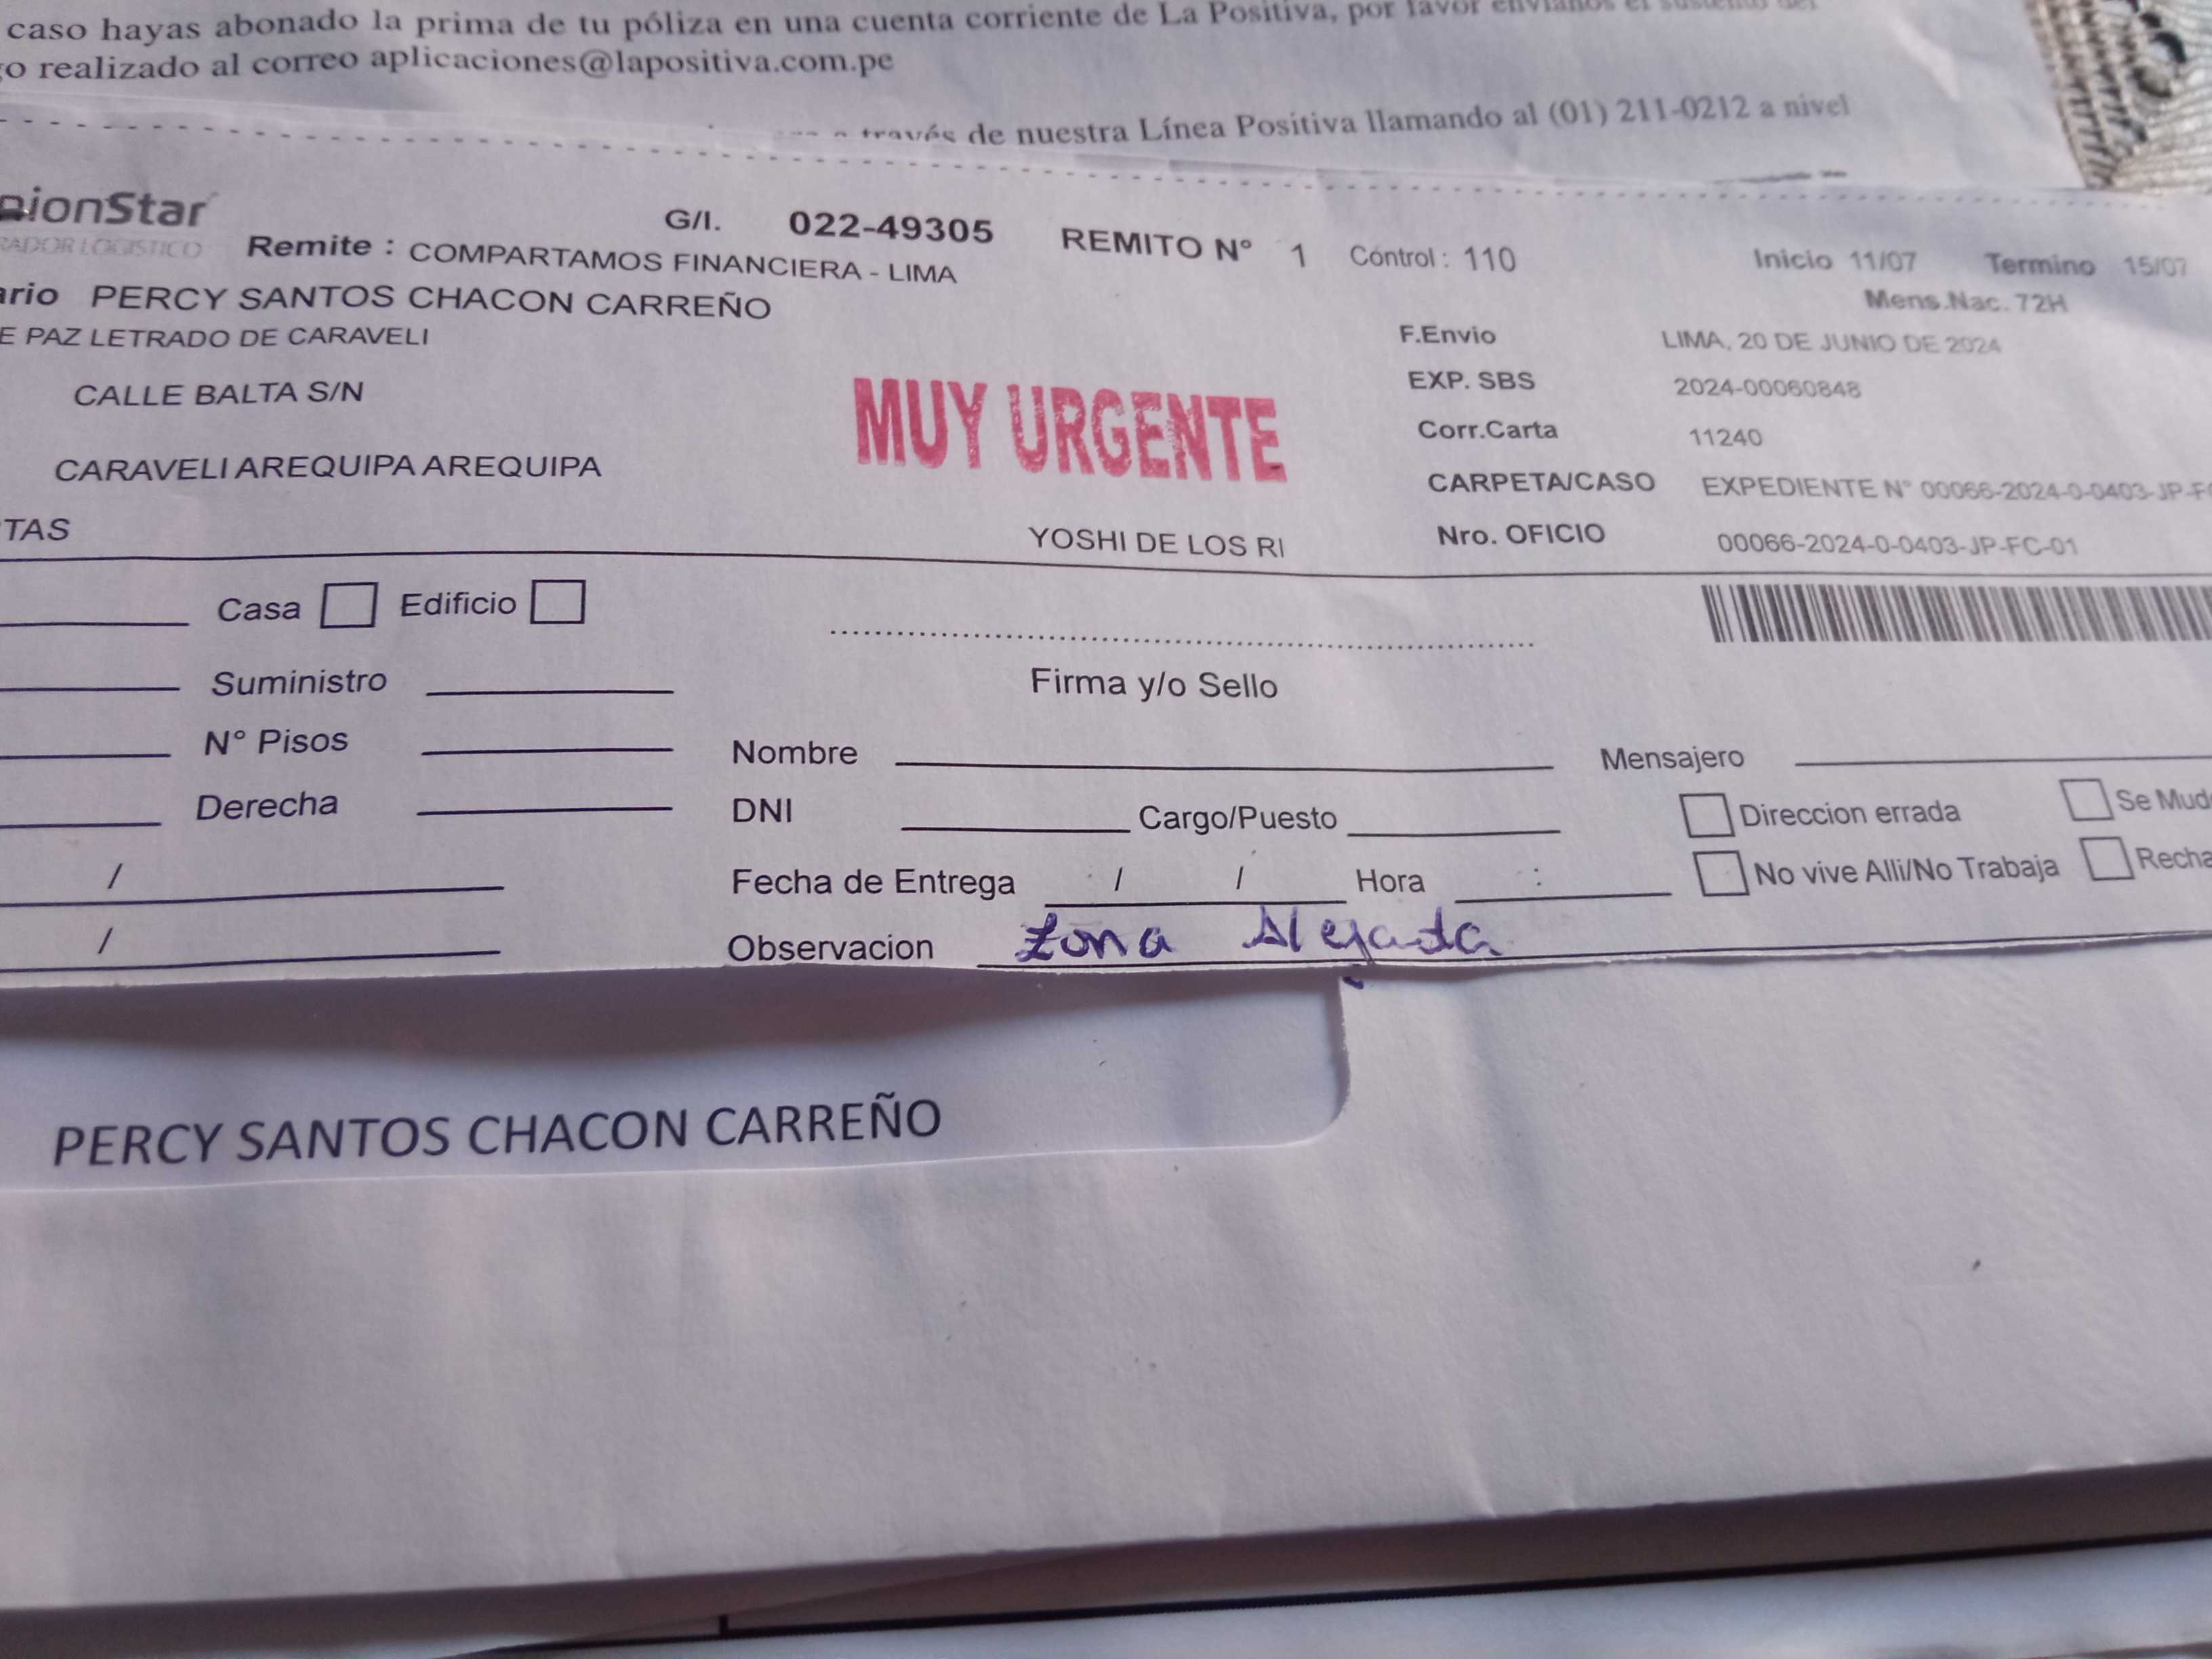 caso hayas abonado la prima de tu póliza en una cuenta corriente de La Positiva, por favor envíanos el sustento del
go realizado al correo aplicaciones@lapositiva.com.pe
a través de nuestra Línea Positiva llamando al (01) 211-0212 a nivel
nionStar
RADOR LOGISTICO
G/I. 022-49305 REMITO N° 1 Control : 110 Inicio 11/07 Termino 15/07
Remite : COMPARTAMOS FINANCIERA - LIMA
Mens.Nac. 72H
ario PERCY SANTOS CHACON CARREÑO
E PAZ LETRADO DE CARAVELI
F.Envio LIMA, 20 DE JUNIO DE 2024
CALLE BALTA S/N
EXP. SBS 2024-00060848
MUY URGENTE
Corr.Carta 11240
CARAVELI AREQUIPA AREQUIPA
CARPETA/CASO EXPEDIENTE N° 00066-2024-0-0403-JP-F
TAS
YOSHI DE LOS RI
Nro. OFICIO 00066-2024-0-0403-JP-FC-01
Casa Edificio
Suministro
Firma y/o Sello
N° Pisos
Nombre Mensajero
Derecha
DNI Cargo/Puesto
Direccion errada Se Mud
/
Fecha de Entrega / / Hora :
No vive Alli/No Trabaja Recha
/
Observacion Zona Alejada
PERCY SANTOS CHACON CARREÑO